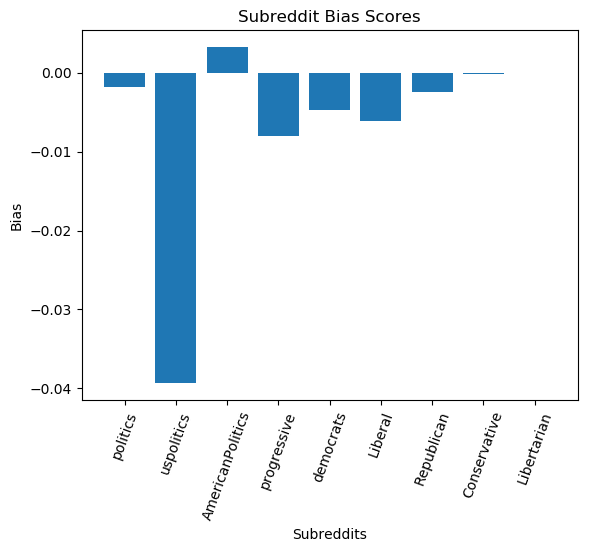 Subreddit Bias Scores
0.00
−0.01
−0.02
−0.03
−0.04
Bias
politics
uspolitics
AmericanPolitics
progressive
democrats
Liberal
Republican
Conservative
Libertarian
Subreddits